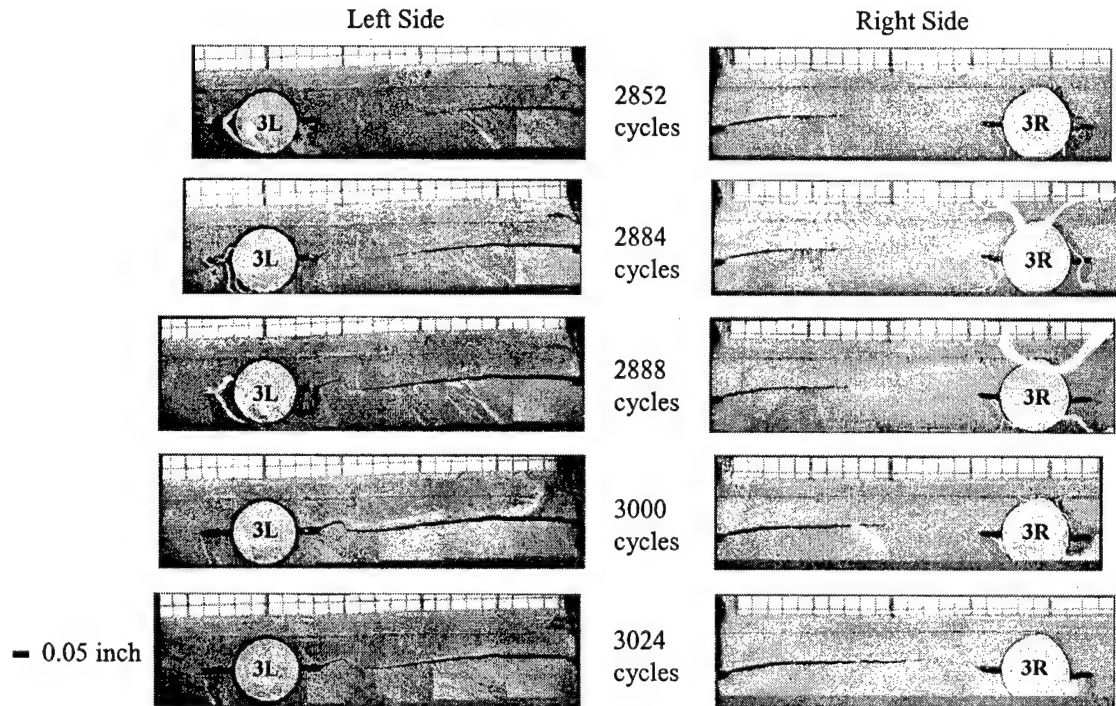 Left Side
Right Side
3L
2852
cycles
3R
3L
2884
cycles
3R
3L
2888
cycles
3R
3L
3000
cycles
3R
0.05 inch
3L
3024
cycles
3R